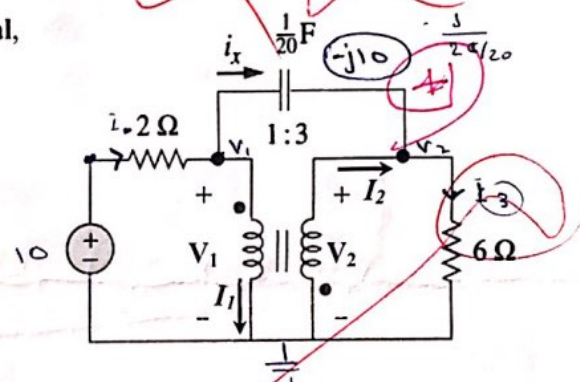 al,
1/20 F
-j10
i_x
2 Ω
1:3
V₁
V₂
+
+
I₂
10
+
-
V₁
V₂
6 Ω
I₁
-
-